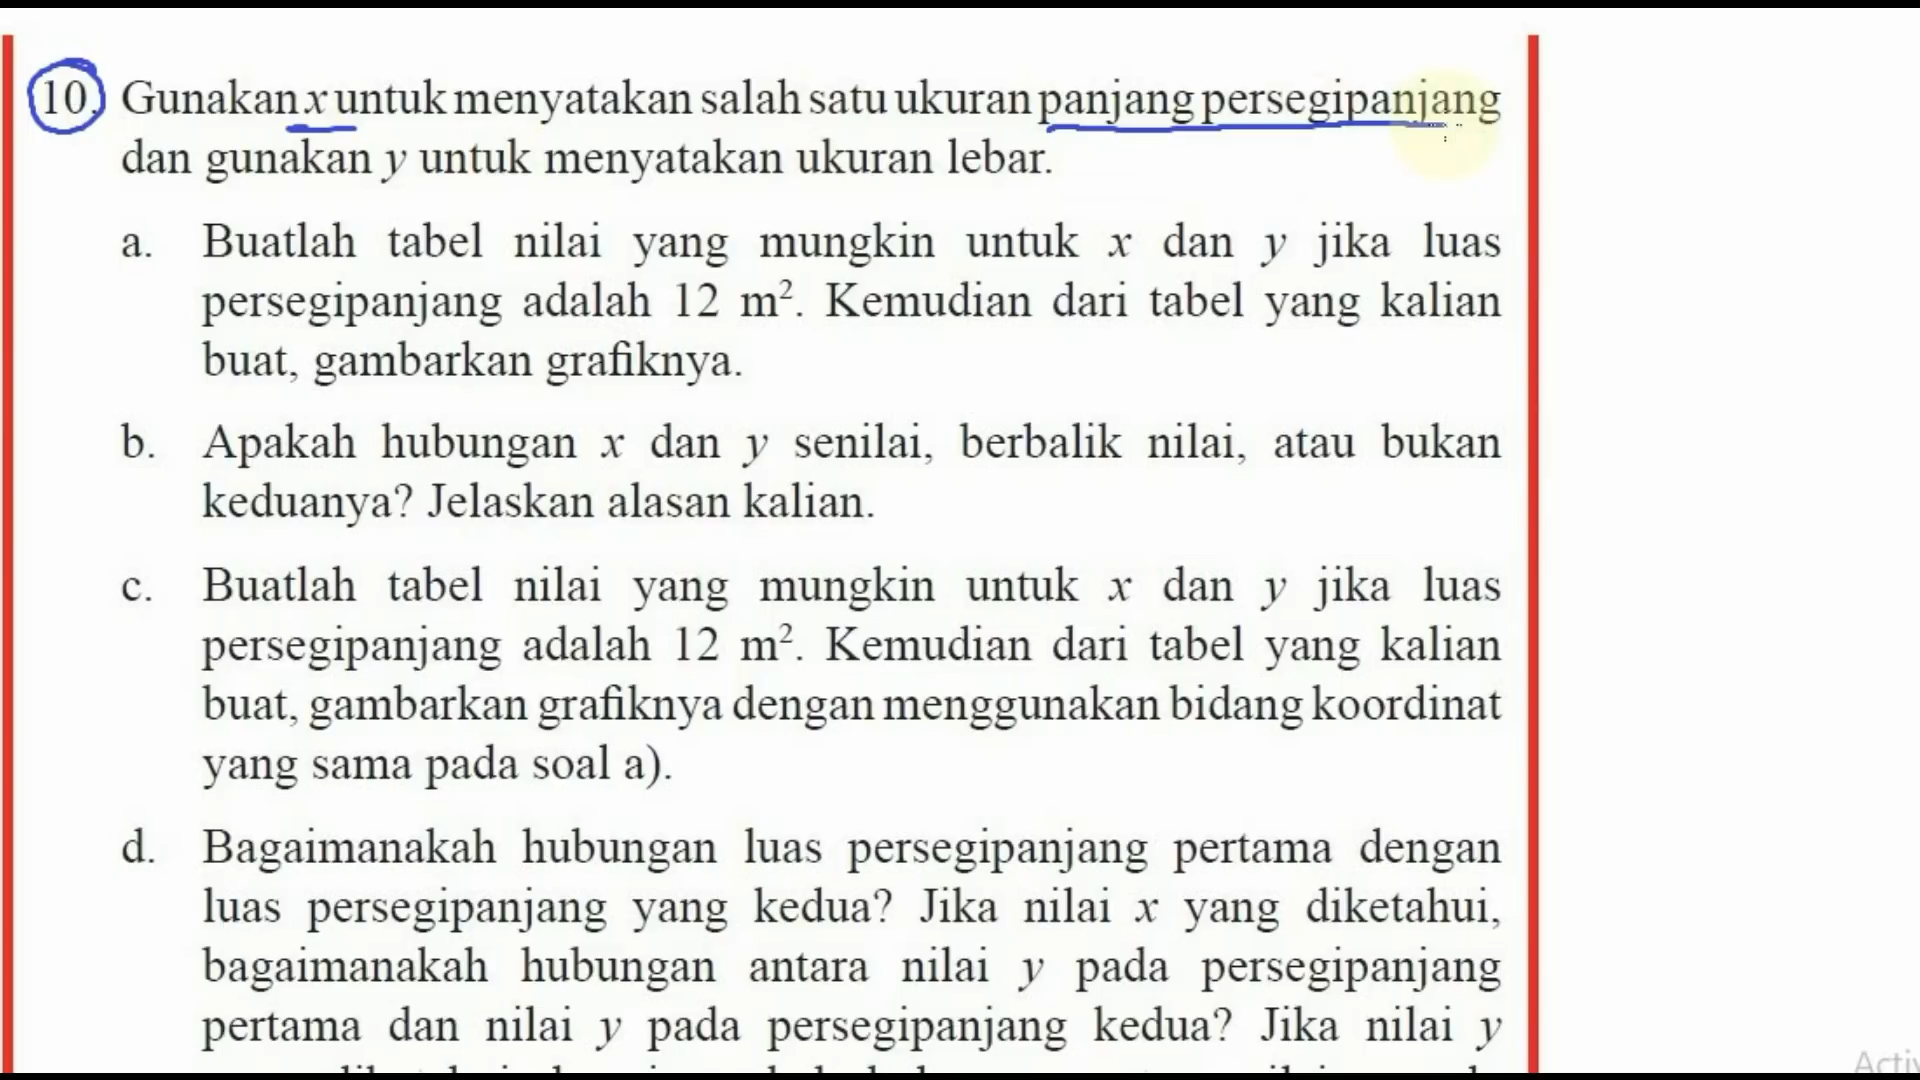 10. Gunakan x untuk menyatakan salah satu ukuran panjang persegipanjang
dan gunakan y untuk menyatakan ukuran lebar.
a. Buatlah tabel nilai yang mungkin untuk x dan y jika luas
persegipanjang adalah 12 m². Kemudian dari tabel yang kalian
buat, gambarkan grafiknya.
b. Apakah hubungan x dan y senilai, berbalik nilai, atau bukan
keduanya? Jelaskan alasan kalian.
c. Buatlah tabel nilai yang mungkin untuk x dan y jika luas
persegipanjang adalah 12 m². Kemudian dari tabel yang kalian
buat, gambarkan grafiknya dengan menggunakan bidang koordinat
yang sama pada soal a).
d. Bagaimanakah hubungan luas persegipanjang pertama dengan
luas persegipanjang yang kedua? Jika nilai x yang diketahui,
bagaimanakah hubungan antara nilai y pada persegipanjang
pertama dan nilai y pada persegipanjang kedua? Jika nilai y